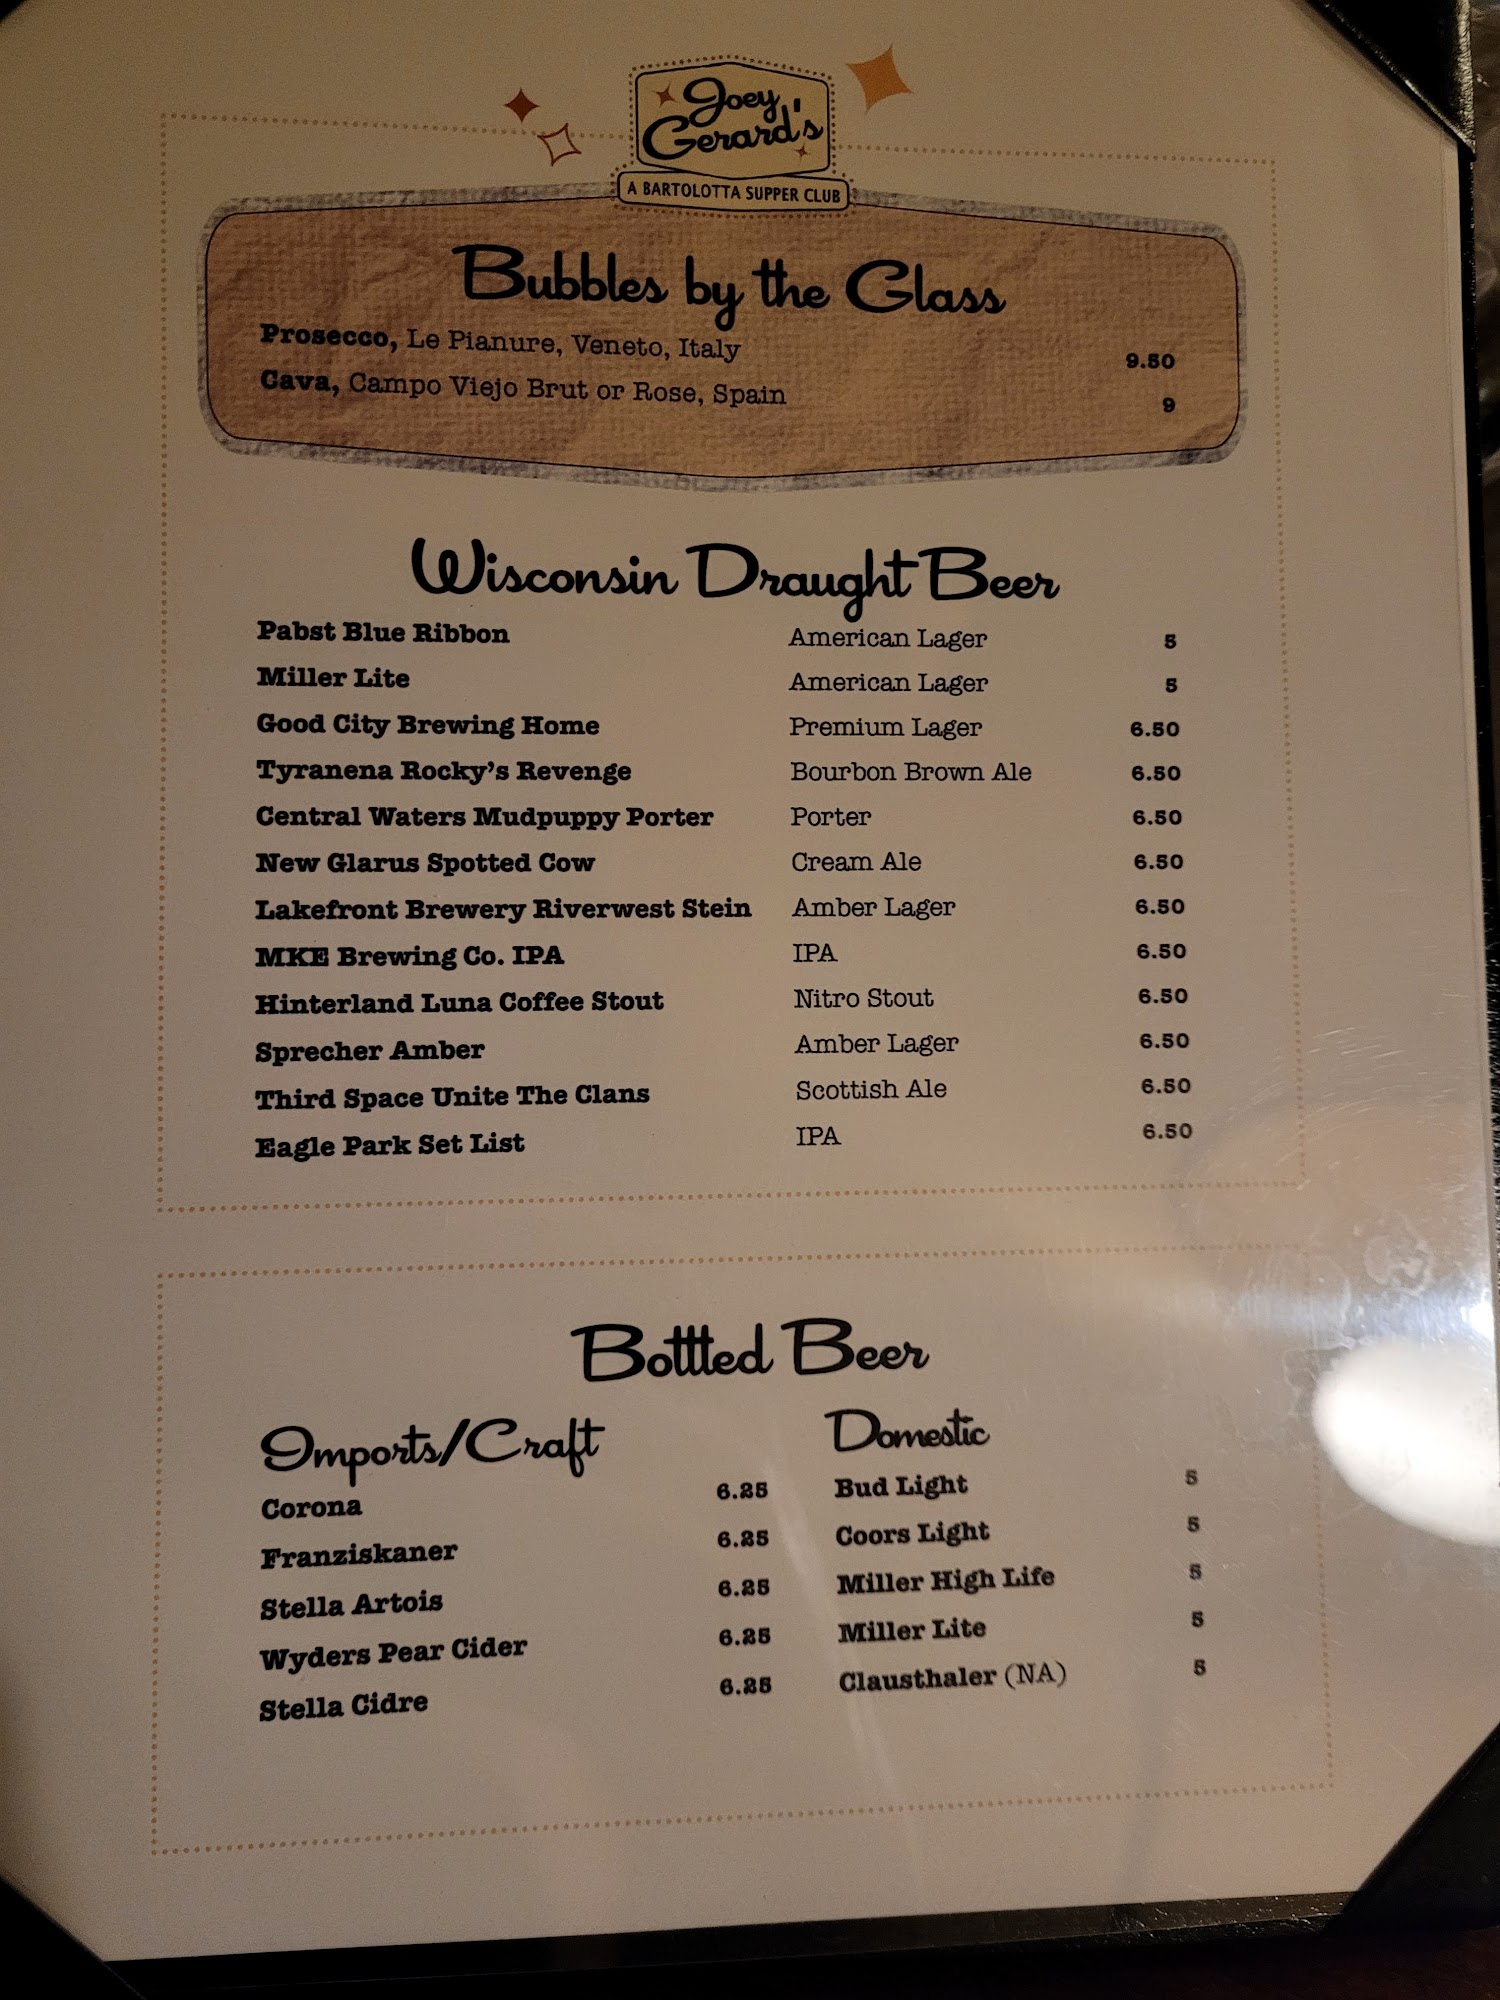 Joey
Gerard's
A BARTOLOTTA SUPPER CLUB
Bubbles by the Glass
Prosecco, Le Pianure, Veneto, Italy 9.50
Cava, Campo Viejo Brut or Rose, Spain 9
Wisconsin Draught Beer
Pabst Blue Ribbon American Lager 5
Miller Lite American Lager 5
Good City Brewing Home Premium Lager 6.50
Tyranena Rocky's Revenge Bourbon Brown Ale 6.50
Central Waters Mudpuppy Porter Porter 6.50
New Glarus Spotted Cow Cream Ale 6.50
Lakefront Brewery Riverwest Stein Amber Lager 6.50
MKE Brewing Co. IPA IPA 6.50
Hinterland Luna Coffee Stout Nitro Stout 6.50
Sprecher Amber Amber Lager 6.50
Third Space Unite The Clans Scottish Ale 6.50
Eagle Park Set List IPA 6.50
Botttled Beer
Imports/Craft
Corona 6.25
Franziskaner 6.25
Stella Artois 6.25
Wyders Pear Cider 6.25
Stella Cidre 6.25
Domestic
Bud Light 5
Coors Light 5
Miller High Life 5
Miller Lite 5
Clausthaler (NA) 5